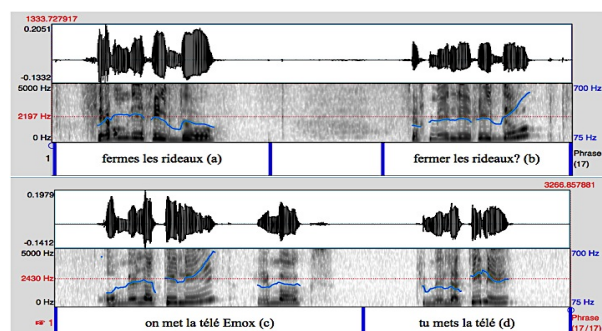 1333.727917
0.2051
-0.1332
5000 Hz
700 Hz
2197 Hz
0 Hz
75 Hz
1
fermes les rideaux (a)
fermer les rideaux? (b)
Phrase
(17)
3266.857881
0.1979
-0.1412
5000 Hz
700 Hz
2430 Hz
0 Hz
75 Hz
1
on met la télé Emox (c)
tu mets la télé (d)
Phrase
(17/17)